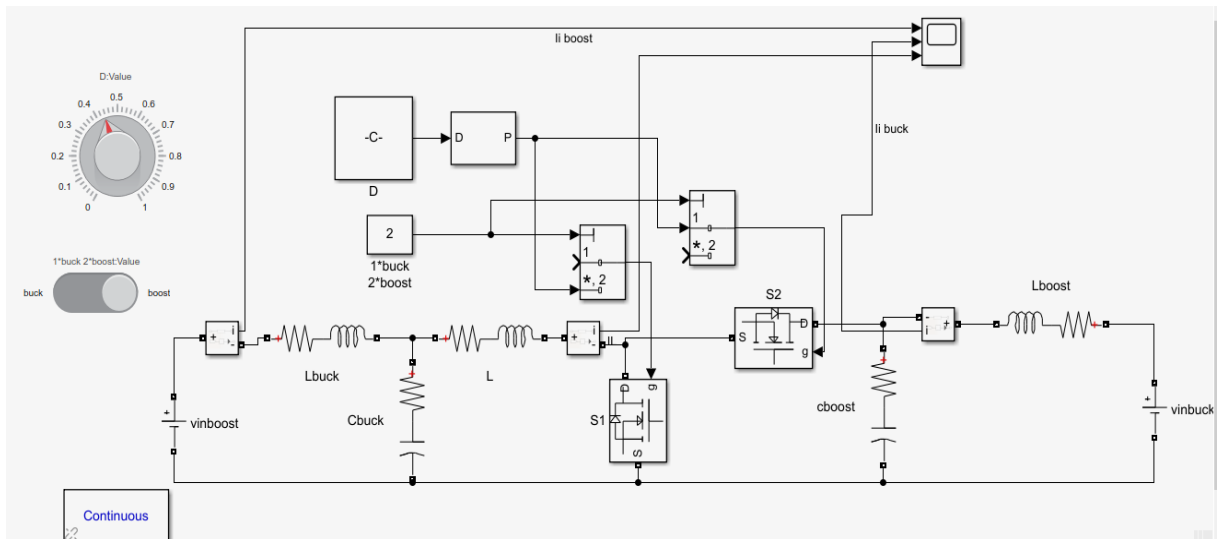 Ii boost
D:Value
0
0.1
0.2
0.3
0.4
0.5
0.6
0.7
0.8
0.9
1
-C-
D
D
P
Ii buck
2
1*buck
2*boost
1
*, 2
1
*, 2
1*buck 2*boost:Value
buck
boost
S2
Lboost
+
i
-
+
i
-
S
D
g
-
i
+
Lbuck
L
Il
vinboost
Cbuck
S1
D
g
S
cboost
vinbuck
Continuous